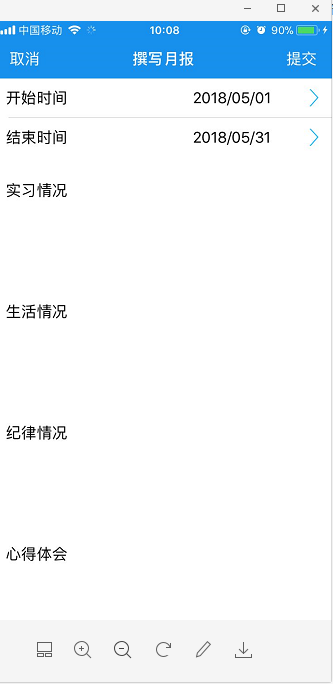 中国移动 10:08 90%
取消 撰写月报 提交
开始时间 2018/05/01
结束时间 2018/05/31
实习情况
生活情况
纪律情况
心得体会